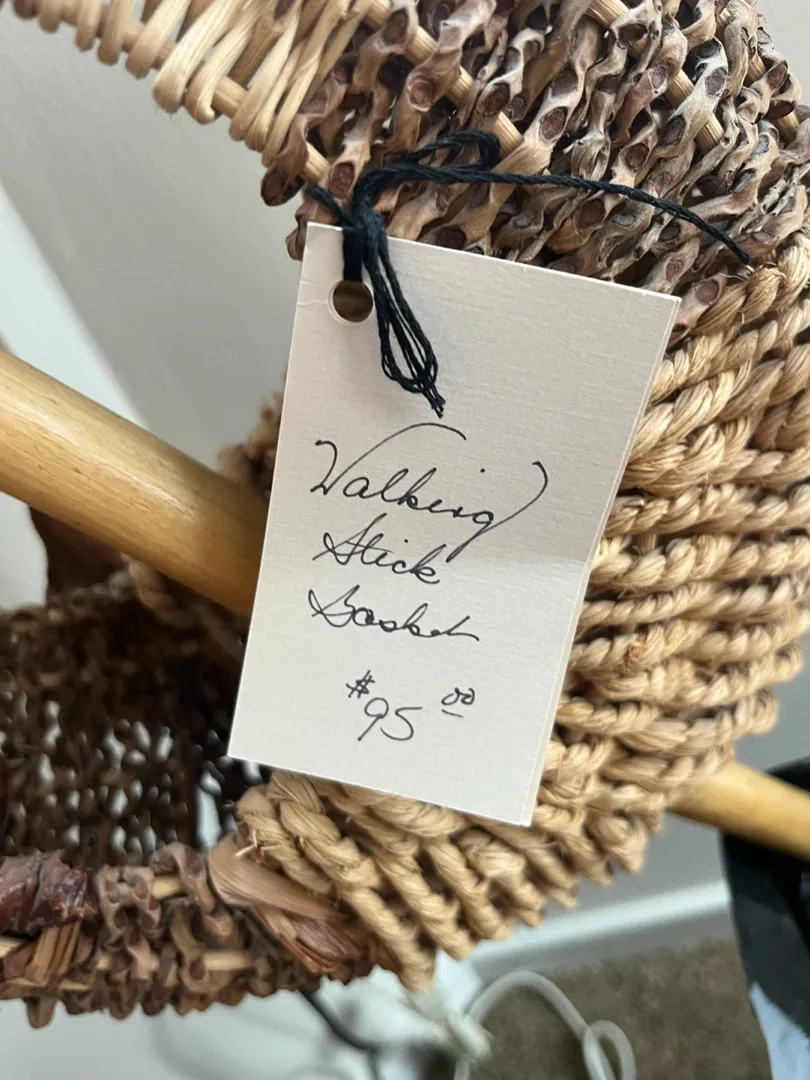 Walking
Stick
Basket
$95.00